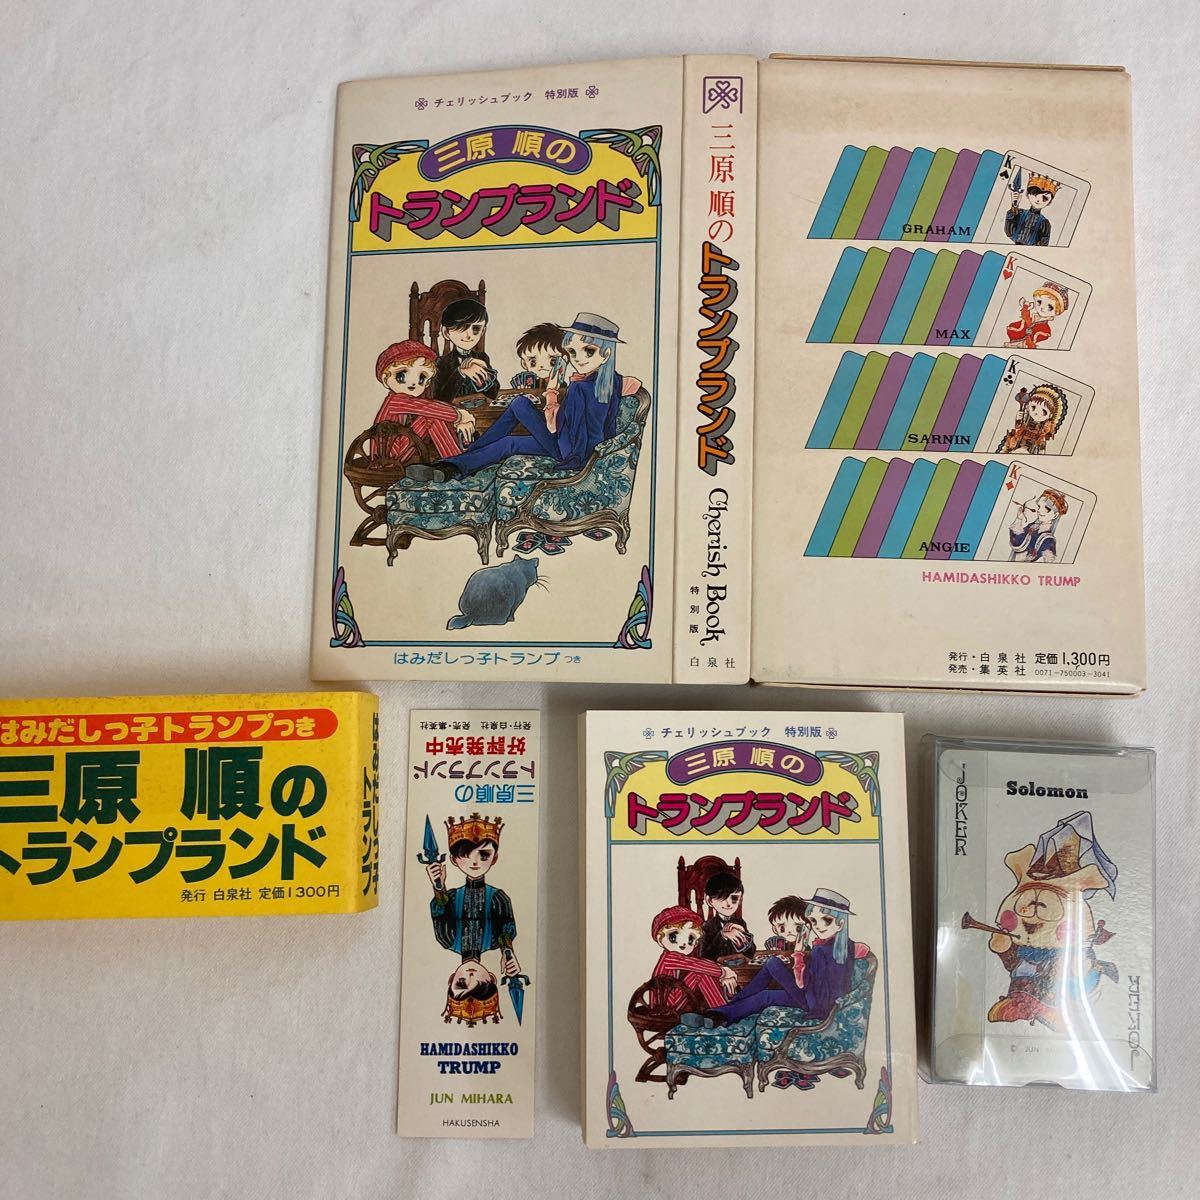 チェリッシュブック 特別版
三原 順の
トランプランド
はみだしっ子トランプつき
三原 順の
トランプランド
Cherish Book
特別版
白泉社
K
GRAHAM
K
MAX
K
SARNIN
K
ANGIE
HAMIDASHIKKO TRUMP
発行・白泉社 定価1,300円
発売・集英社 0071-750003-3041
はみだしっ子トランプつき
三原 順の
トランプランド
発行 白泉社 定価1300円
トランプ
三原順の
トランプランド
好評発売中
発行・白泉社
発売・集英社
HAMIDASHIKKO
TRUMP
JUN MIHARA
HAKUSENSHA
チェリッシュブック 特別版
三原 順の
トランプランド
JOKER
Solomon
© JUN